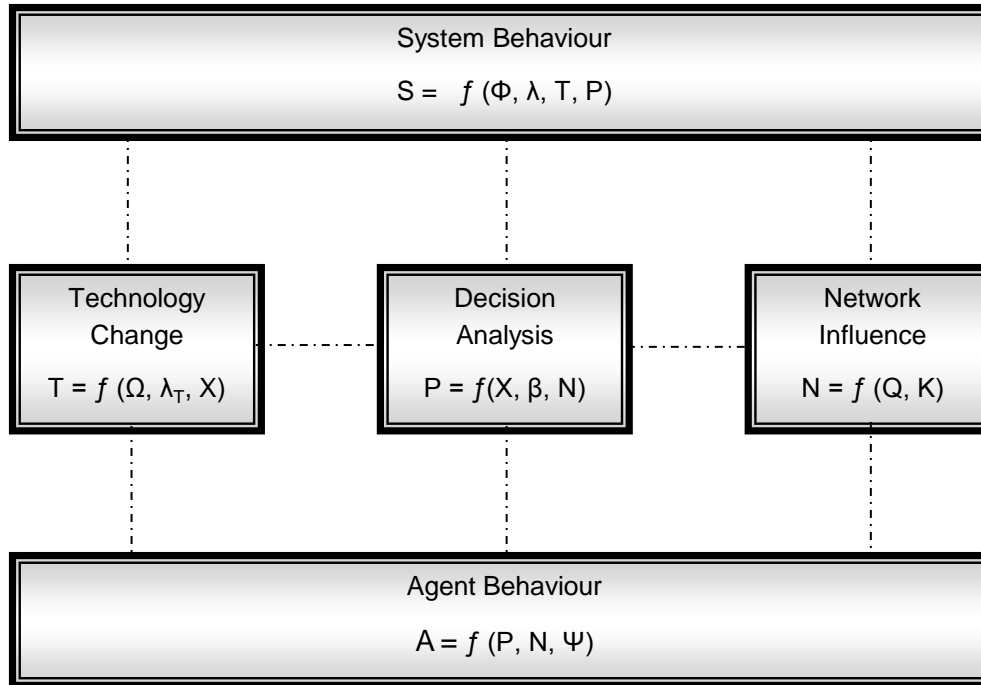 System Behaviour
S = ƒ (Φ, λ, T, P)
Technology
Change
T = ƒ (Ω, λT, X)
Decision
Analysis
P = ƒ(X, β, N)
Network
Influence
N = ƒ (Q, K)
Agent Behaviour
A = ƒ (P, N, Ψ)